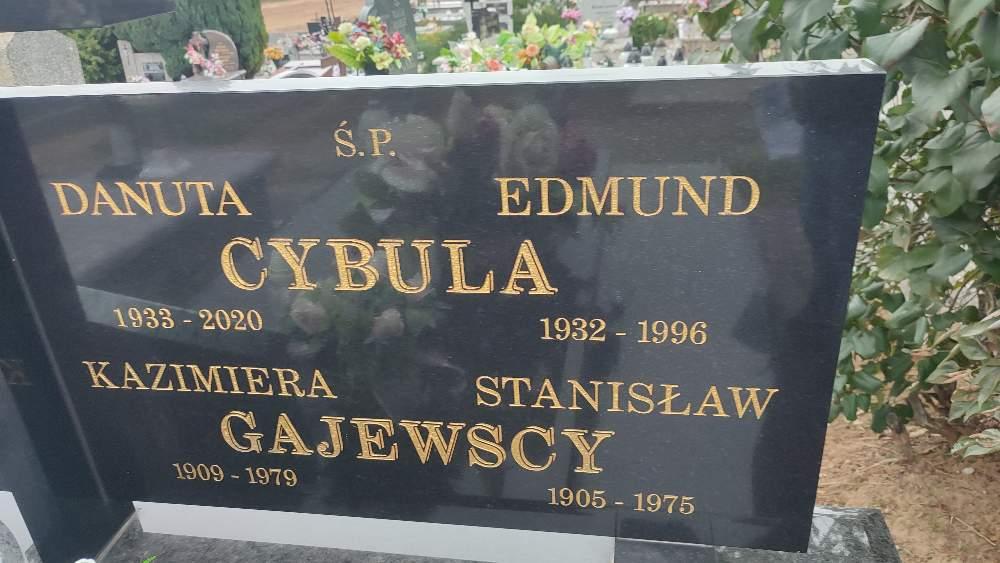 Ś.P.
DANUTA EDMUND
CYBULA
1933 - 2020 1932 - 1996
KAZIMIERA STANISŁAW
GAJEWSCY
1909 - 1979 1905 - 1975